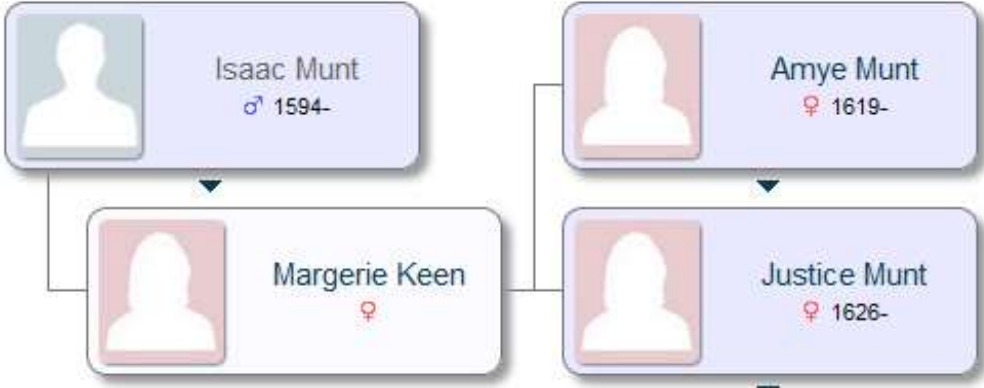 Isaac Munt
♂ 1594-
Margerie Keen
♀
Amye Munt
♀ 1619-
Justice Munt
♀ 1626-